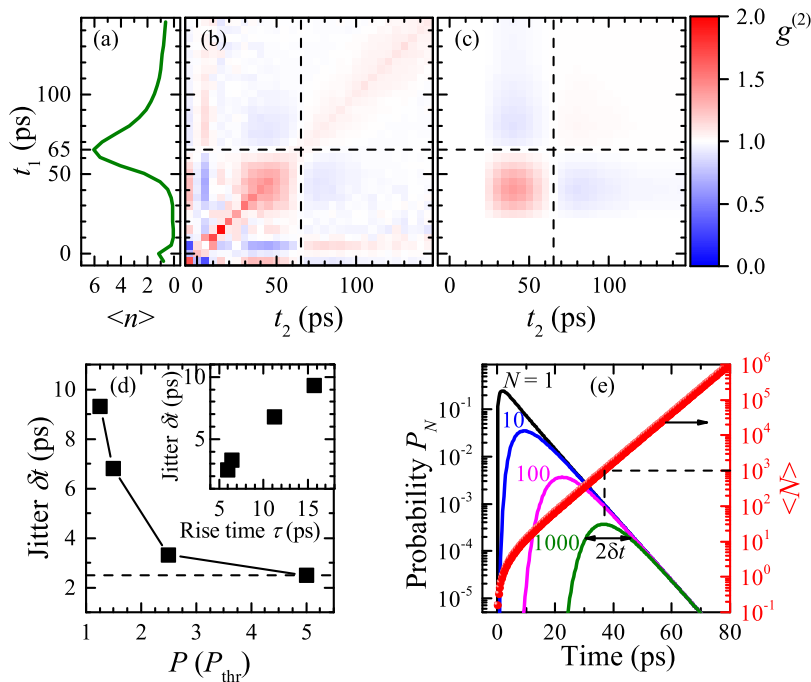 (a) (b) (c) 2.0 g(2)
1.5
1.0
0.5
0.0
t1 (ps)
100
65
50
0
6 4 2 0
<n>
0 50 100
t2 (ps)
0 50 100
t2 (ps)
(d)
Jitter δt (ps)
10
8
6
4
2
1 2 3 4 5
P (Pthr)
Jitter δt (ps)
10
5
5 10 15
Rise time τ (ps)
(e)
Probability PN
10-1
10-2
10-3
10-4
10-5
N = 1
10
100
1000
2δt
0 20 40 60 80
Time (ps)
106
105
104
103
102
101
100
10-1
<N>